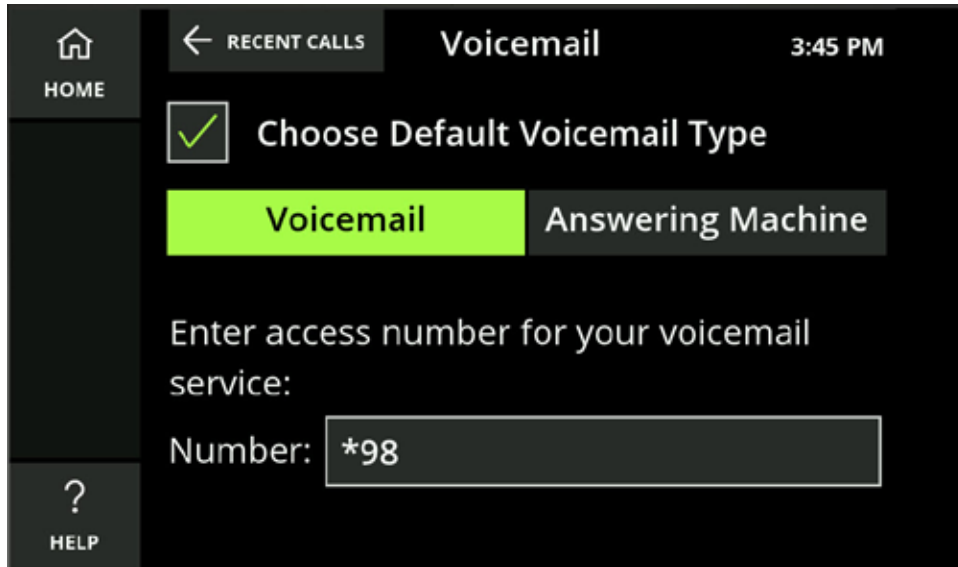 HOME
RECENT CALLS
Voicemail
3:45 PM
Choose Default Voicemail Type
Voicemail
Answering Machine
Enter access number for your voicemail
service:
Number: *98
?
HELP